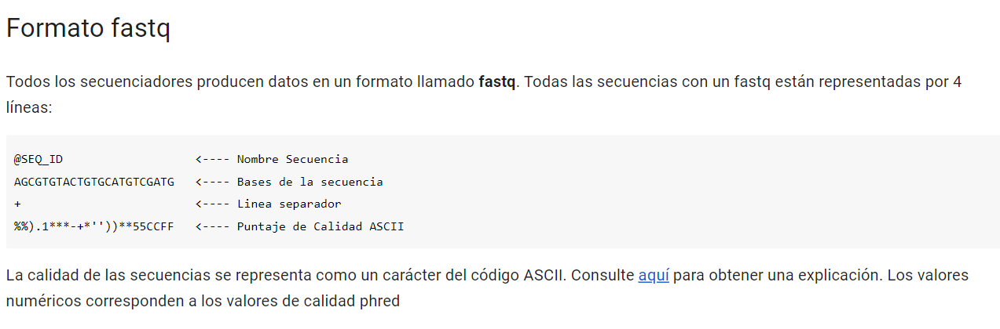 Formato fastq
Todos los secuenciadores producen datos en un formato llamado fastq. Todas las secuencias con un fastq están representadas por 4
líneas:
@SEQ_ID                   <---- Nombre Secuencia
AGCGTGTACTGTGCATGTCGATG   <---- Bases de la secuencia
+                         <---- Linea separador
%%).1***-+*''))**55CCFF   <---- Puntaje de Calidad ASCII
La calidad de las secuencias se representa como un carácter del código ASCII. Consulte aquí para obtener una explicación. Los valores
numéricos corresponden a los valores de calidad phred